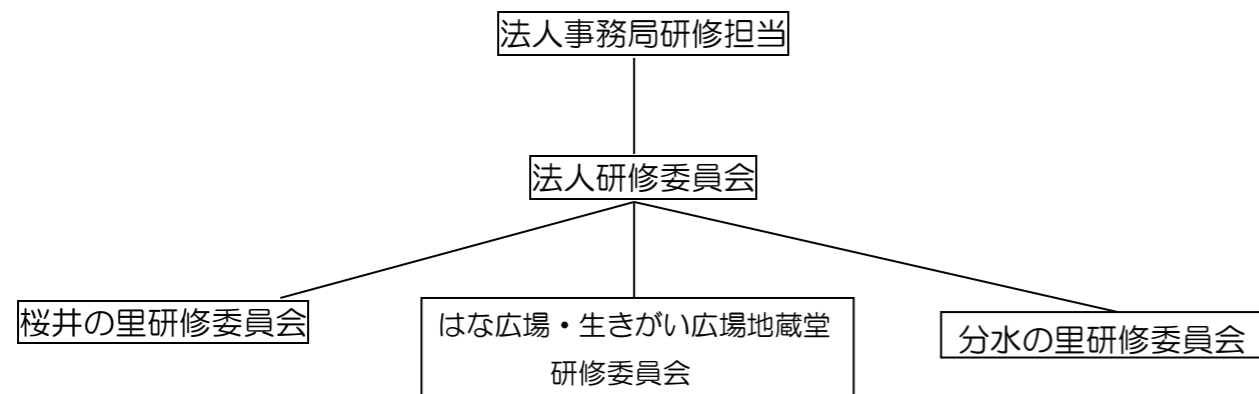 法人事務局研修担当
法人研修委員会
桜井の里研修委員会
はな広場・生きがい広場地蔵堂
研修委員会
分水の里研修委員会